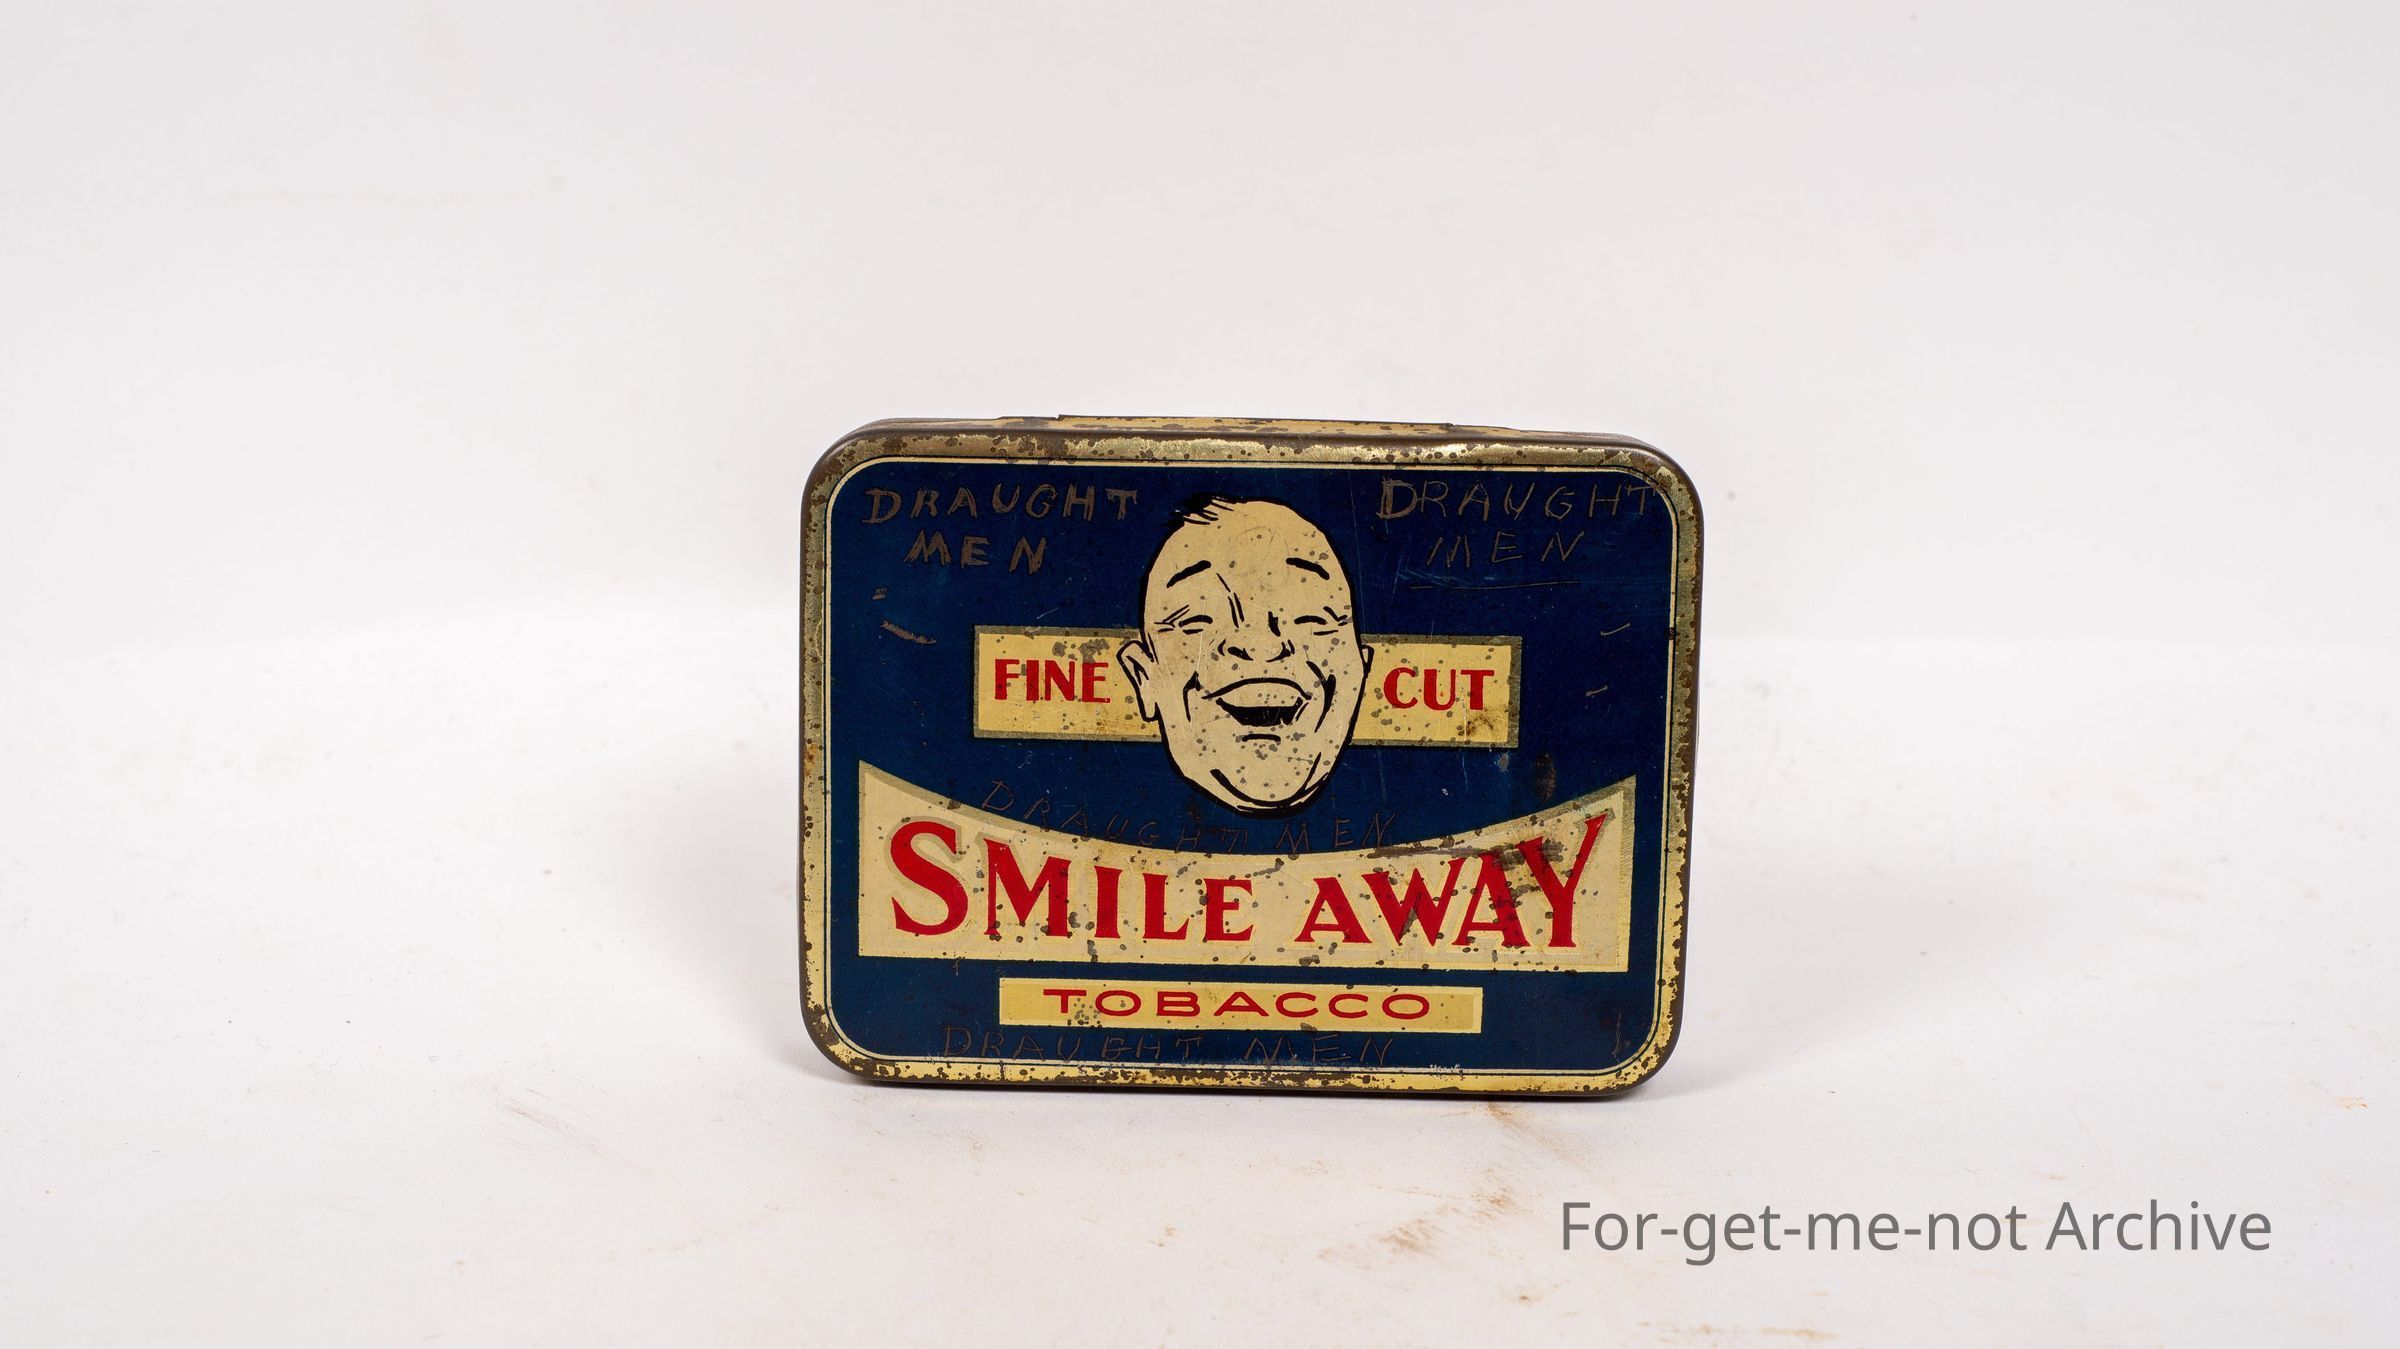 DRAUGHT
MEN
DRAUGHT
MEN
FINE CUT
DRAUGHT MEN
SMILE AWAY
TOBACCO
DRAUGHT MEN
For-get-me-not Archive